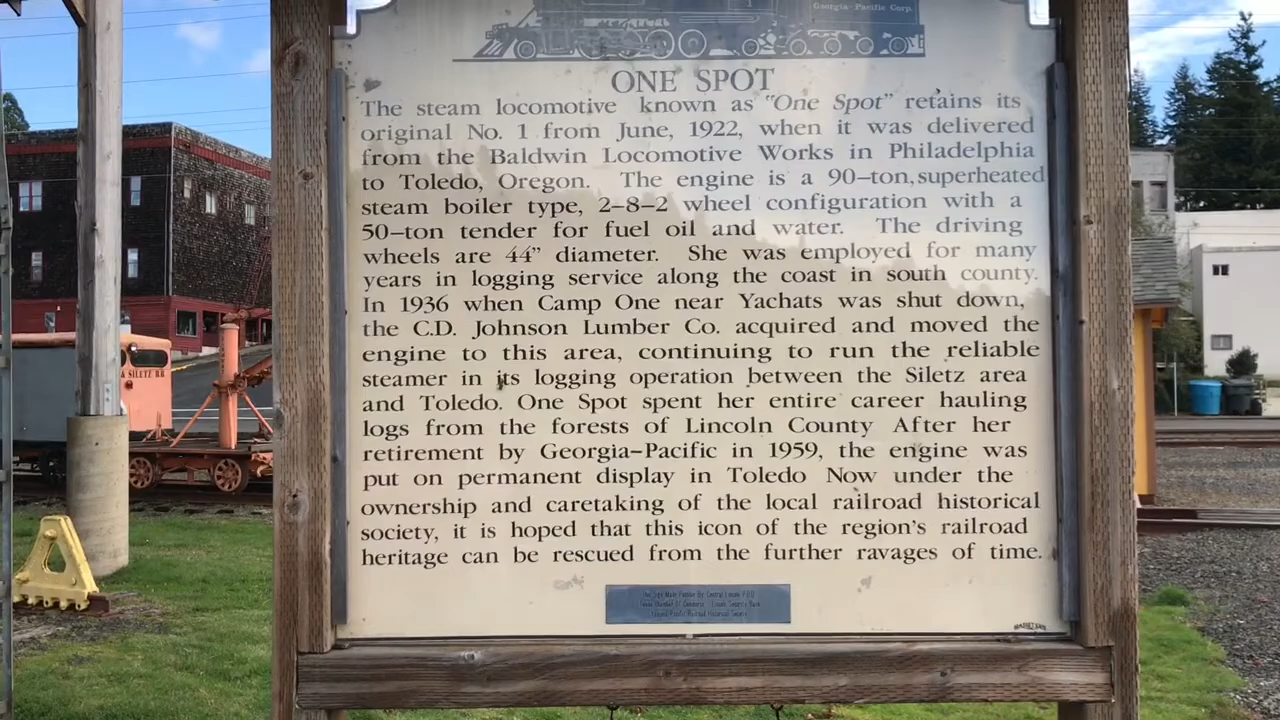 Georgia-Pacific Corp.
1
ONE SPOT
The steam locomotive known as "One Spot" retains its
original No. 1 from June, 1922, when it was delivered
from the Baldwin Locomotive Works in Philadelphia
to Toledo, Oregon. The engine is a 90-ton, superheated
steam boiler type, 2-8-2 wheel configuration with a
50-ton tender for fuel oil and water. The driving
wheels are 44" diameter. She was employed for many
years in logging service along the coast in south county.
In 1936 when Camp One near Yachats was shut down,
the C.D. Johnson Lumber Co. acquired and moved the
engine to this area, continuing to run the reliable
steamer in its logging operation between the Siletz area
and Toledo. One Spot spent her entire career hauling
logs from the forests of Lincoln County After her
retirement by Georgia-Pacific in 1959, the engine was
put on permanent display in Toledo Now under the
ownership and caretaking of the local railroad historical
society, it is hoped that this icon of the region's railroad
heritage can be rescued from the further ravages of time.
This Sign Made Possible By Central Lincoln P.U.D.
& SILETZ RR